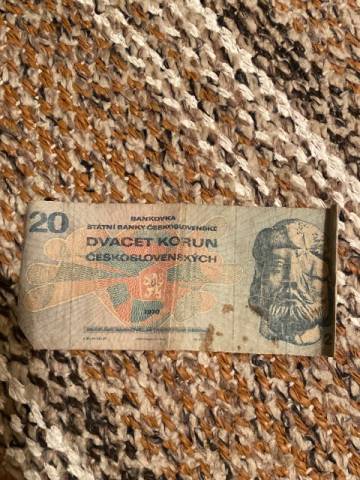 20
BANKOVKA
STÁTNÍ BANKY ČESKOSLOVENSKÉ
DVACET KORUN
ČESKOSLOVENSKÝCH
1970